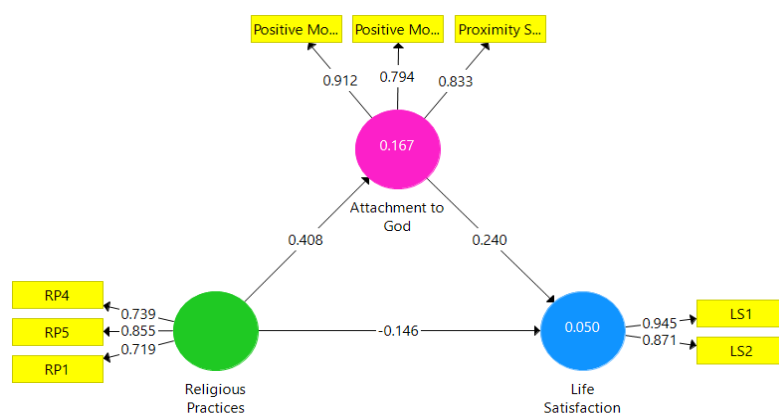 Positive Mo...
Positive Mo...
Proximity S...
0.912
0.794
0.833
0.167
Attachment to
God
0.408
0.240
RP4
RP5
RP1
0.739
0.855
0.719
Religious
Practices
-0.146
0.050
Life
Satisfaction
0.945
0.871
LS1
LS2